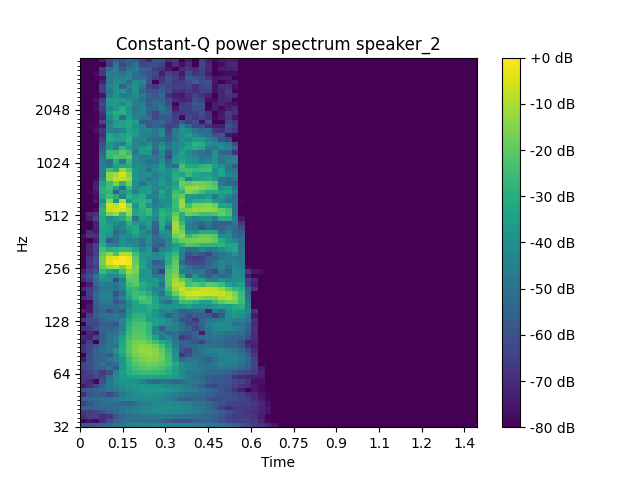 Constant-Q power spectrum speaker_2
Hz
2048
1024
512
256
128
64
32
0 0.15 0.3 0.45 0.6 0.75 0.9 1.1 1.2 1.4
Time
+0 dB
-10 dB
-20 dB
-30 dB
-40 dB
-50 dB
-60 dB
-70 dB
-80 dB